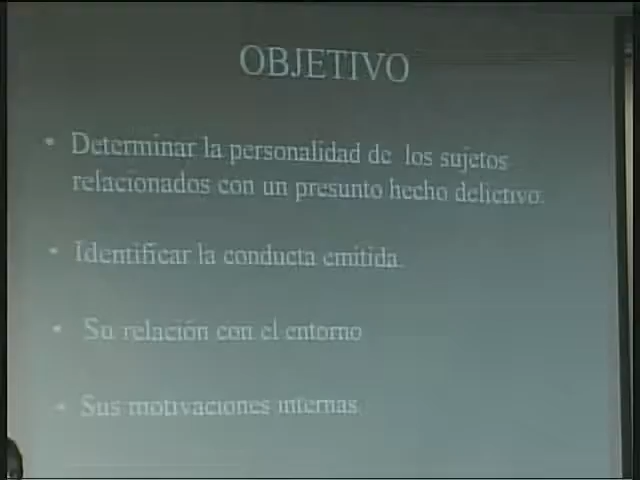 OBJETIVO
• Determinar la personalidad de los sujetos
relacionados con un presunto hecho delictivo.
• Identificar la conducta emitida.
• Su relación con el entorno
• Sus motivaciones internas.